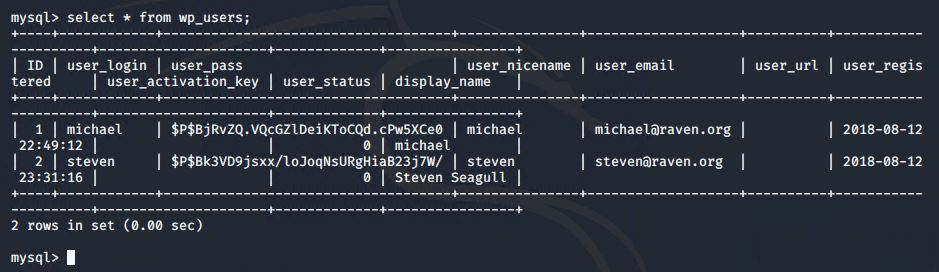 mysql> select * from wp_users;
+----+------------+------------------------------------+---------------+-------------------+----------+------------
---------+---------------------+-------------+----------------+
| ID | user_login | user_pass                          | user_nicename | user_email        | user_url | user_regis
tered     | user_activation_key | user_status | display_name   |
+----+------------+------------------------------------+---------------+-------------------+----------+------------
---------+---------------------+-------------+----------------+
|  1 | michael    | $P$BjRvZQ.VQcGZlDeiKToCQd.cPw5XCe0 | michael       | michael@raven.org |          | 2018-08-12
 22:49:12 |                     |           0 | michael        |
|  2 | steven     | $P$Bk3VD9jsxx/loJoqNsURgHiaB23j7W/ | steven        | steven@raven.org  |          | 2018-08-12
 23:31:16 |                     |           0 | Steven Seagull |
+----+------------+------------------------------------+---------------+-------------------+----------+------------
---------+---------------------+-------------+----------------+
2 rows in set (0.00 sec)
mysql>